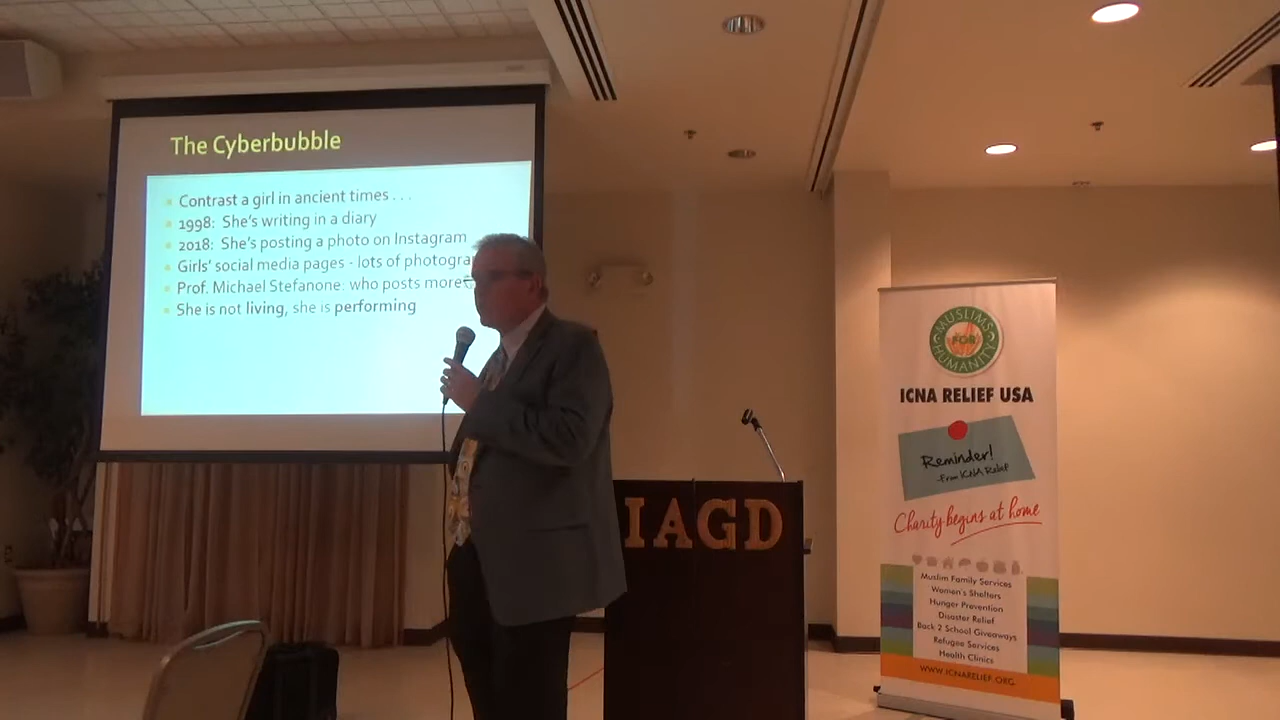 The Cyberbubble
Contrast a girl in ancient times . . .
1998: She's writing in a diary
2018: She's posting a photo on Instagram
Girls' social media pages - lots of photogra
Prof. Michael Stefanone: who posts more
She is not living, she is performing
IAGD
MUSLIMS
FOR
HUMANITY
ICNA RELIEF USA
Reminder!
-From ICNA Relief
Charity begins at home
Muslim Family Services
Women's Shelters
Hunger Prevention
Disaster Relief
Back 2 School Giveaways
Refugee Services
Health Clinics
WWW.ICNARELIEF.ORG